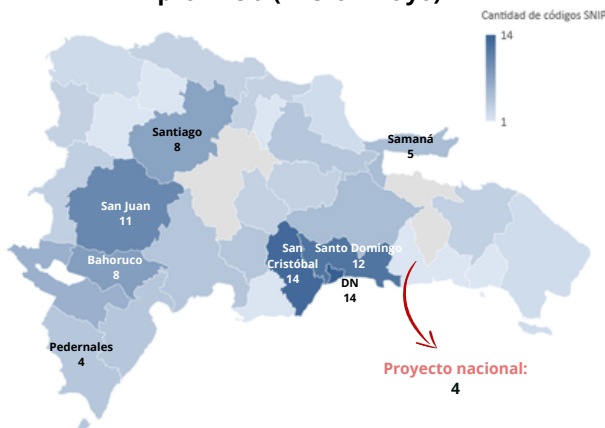 Cantidad de códigos SNIP
14
1
Santiago
8
Samaná
5
San Juan
11
Bahoruco
8
San
Cristóbal
14
Santo Domingo
12
DN
14
Pedernales
4
Proyecto nacional:
4